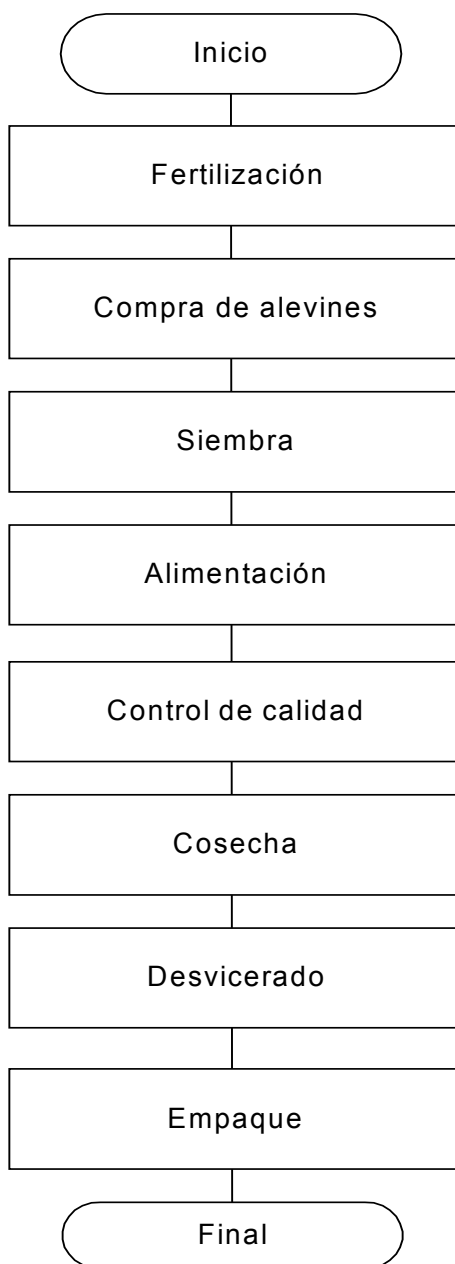 Inicio
Fertilización
Compra de alevines
Siembra
Alimentación
Control de calidad
Cosecha
Desvicerado
Empaque
Final